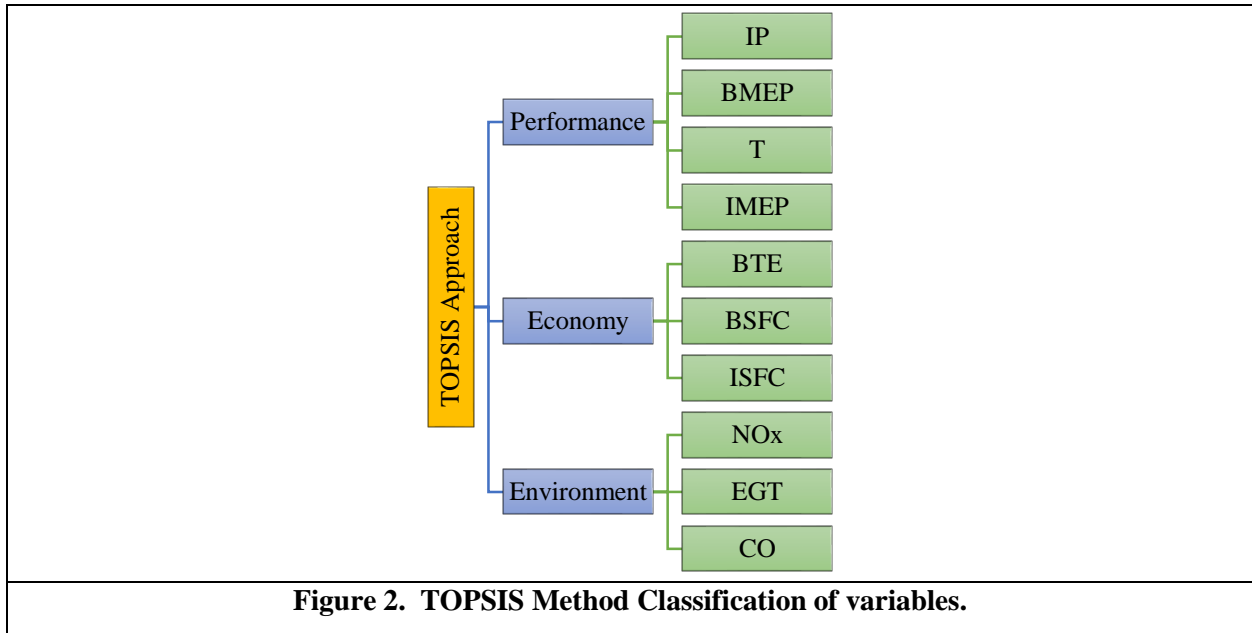 TOPSIS Approach
Performance
IP
BMEP
T
IMEP
Economy
BTE
BSFC
ISFC
Environment
NOx
EGT
CO
Figure 2. TOPSIS Method Classification of variables.